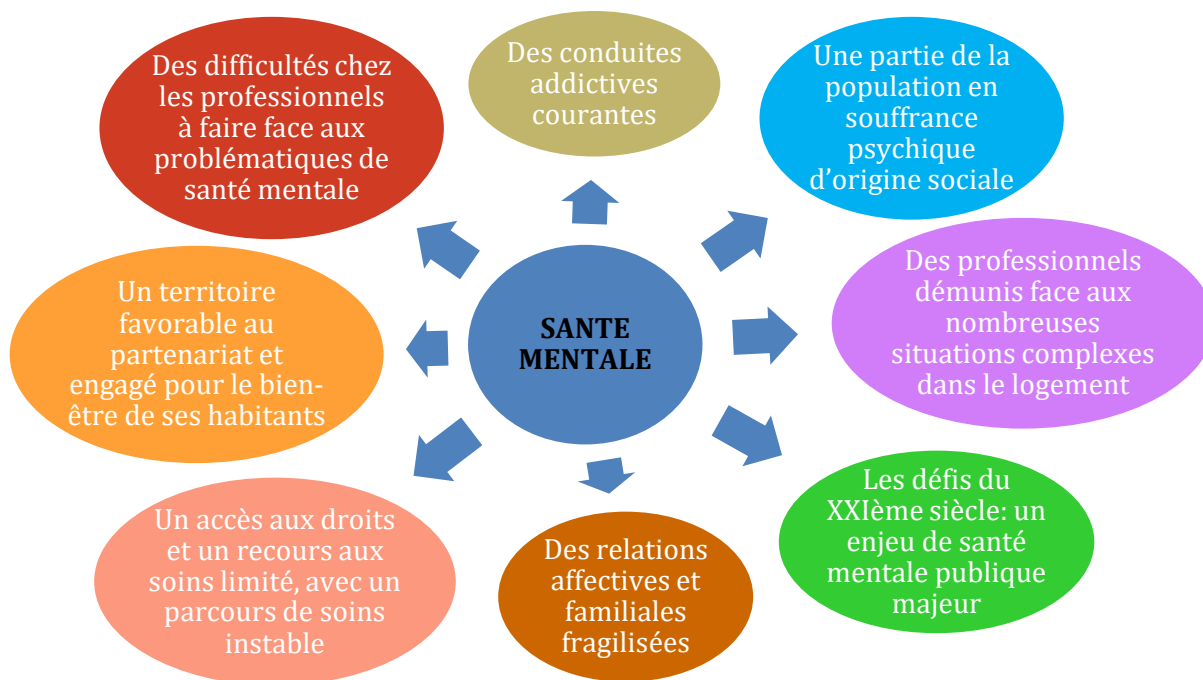 Des difficultés chez
les professionnels
à faire face aux
problématiques de
santé mentale
Des conduites
addictives
courantes
Une partie de la
population en
souffrance
psychique
d’origine sociale
Un territoire
favorable au
partenariat et
engagé pour le bien-
être de ses habitants
SANTE
MENTALE
Des professionnels
démunis face aux
nombreuses
situations complexes
dans le logement
Un accès aux droits
et un recours aux
soins limité, avec un
parcours de soins
instable
Des relations
affectives et
familiales
fragilisées
Les défis du
XXIème siècle: un
enjeu de santé
mentale publique
majeur